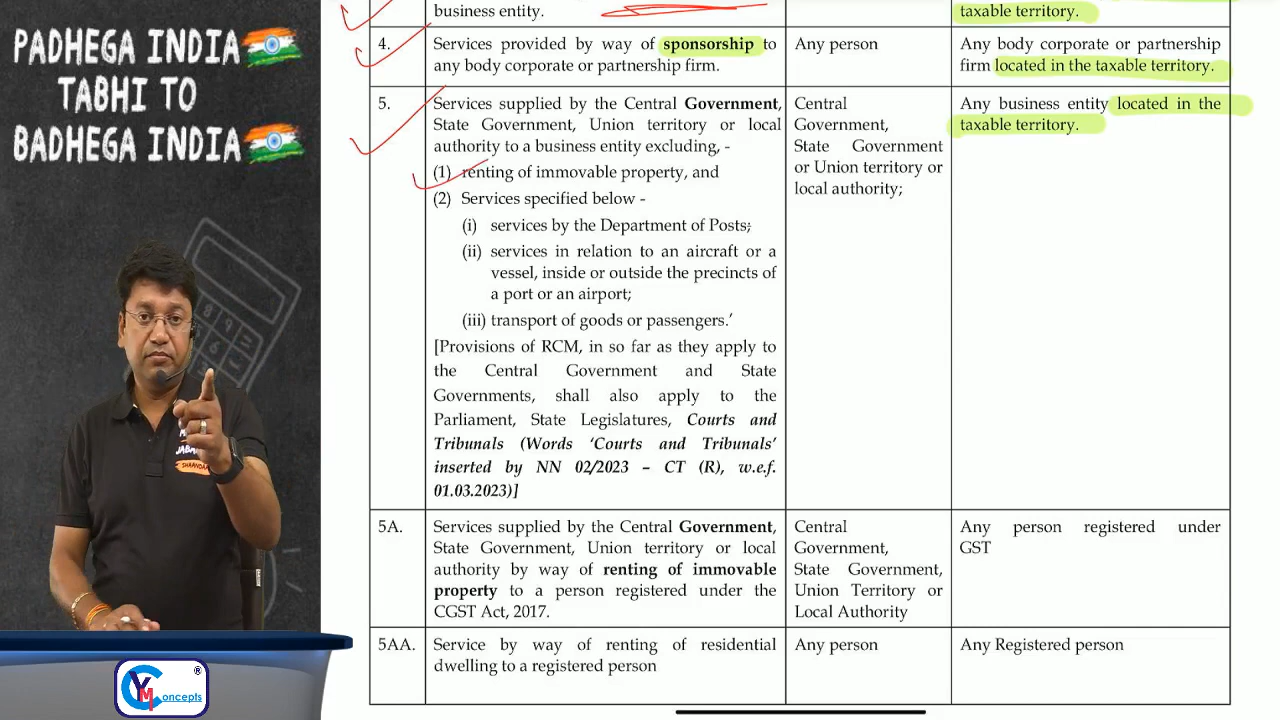 PADHEGA INDIA
TABHI TO
BADHEGA INDIA
business entity.
taxable territory.
4.
Services provided by way of sponsorship to
any body corporate or partnership firm.
Any person
Any body corporate or partnership
firm located in the taxable territory.
5.
Services supplied by the Central Government,
State Government, Union territory or local
authority to a business entity excluding, -
(1) renting of immovable property, and
(2) Services specified below -
(i) services by the Department of Posts;
(ii) services in relation to an aircraft or a
vessel, inside or outside the precincts of
a port or an airport;
(iii) transport of goods or passengers.’
[Provisions of RCM, in so far as they apply to
the Central Government and State
Governments, shall also apply to the
Parliament, State Legislatures, Courts and
Tribunals (Words ‘Courts and Tribunals’
inserted by NN 02/2023 – CT (R), w.e.f.
01.03.2023)]
Central
Government,
State Government
or Union territory or
local authority;
Any business entity located in the
taxable territory.
5A.
Services supplied by the Central Government,
State Government, Union territory or local
authority by way of renting of immovable
property to a person registered under the
CGST Act, 2017.
Central
Government,
State Government,
Union Territory or
Local Authority
Any person registered under
GST
5AA.
Service by way of renting of residential
dwelling to a registered person
Any person
Any Registered person
YM Concepts ®